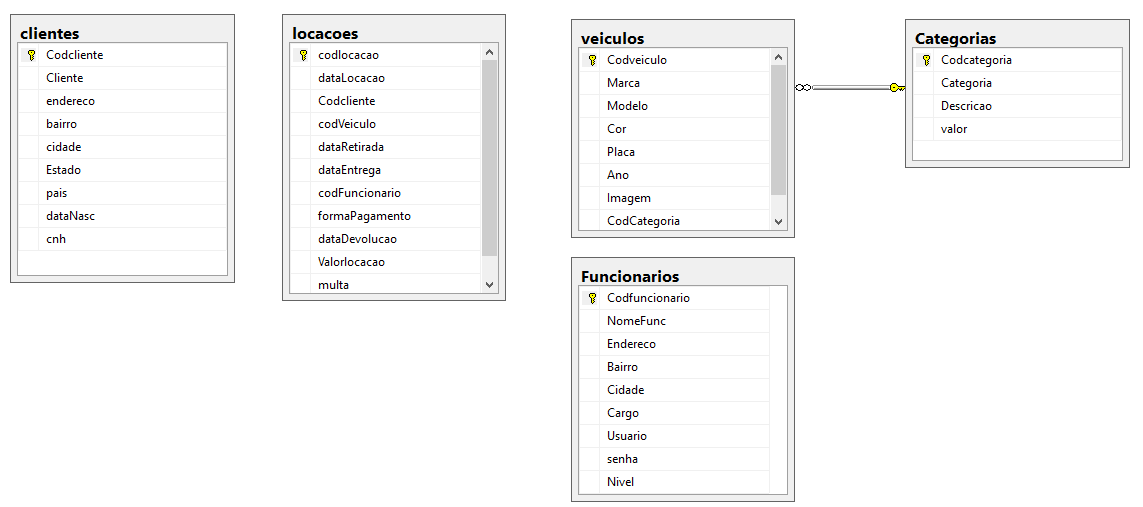 clientes
Codcliente
Cliente
endereco
bairro
cidade
Estado
pais
dataNasc
cnh
locacoes
codlocacao
dataLocacao
Codcliente
codVeiculo
dataRetirada
dataEntrega
codFuncionario
formaPagamento
dataDevolucao
Valorlocacao
multa
veiculos
Codveiculo
Marca
Modelo
Cor
Placa
Ano
Imagem
CodCategoria
Categorias
Codcategoria
Categoria
Descricao
valor
Funcionarios
Codfuncionario
NomeFunc
Endereco
Bairro
Cidade
Cargo
Usuario
senha
Nivel